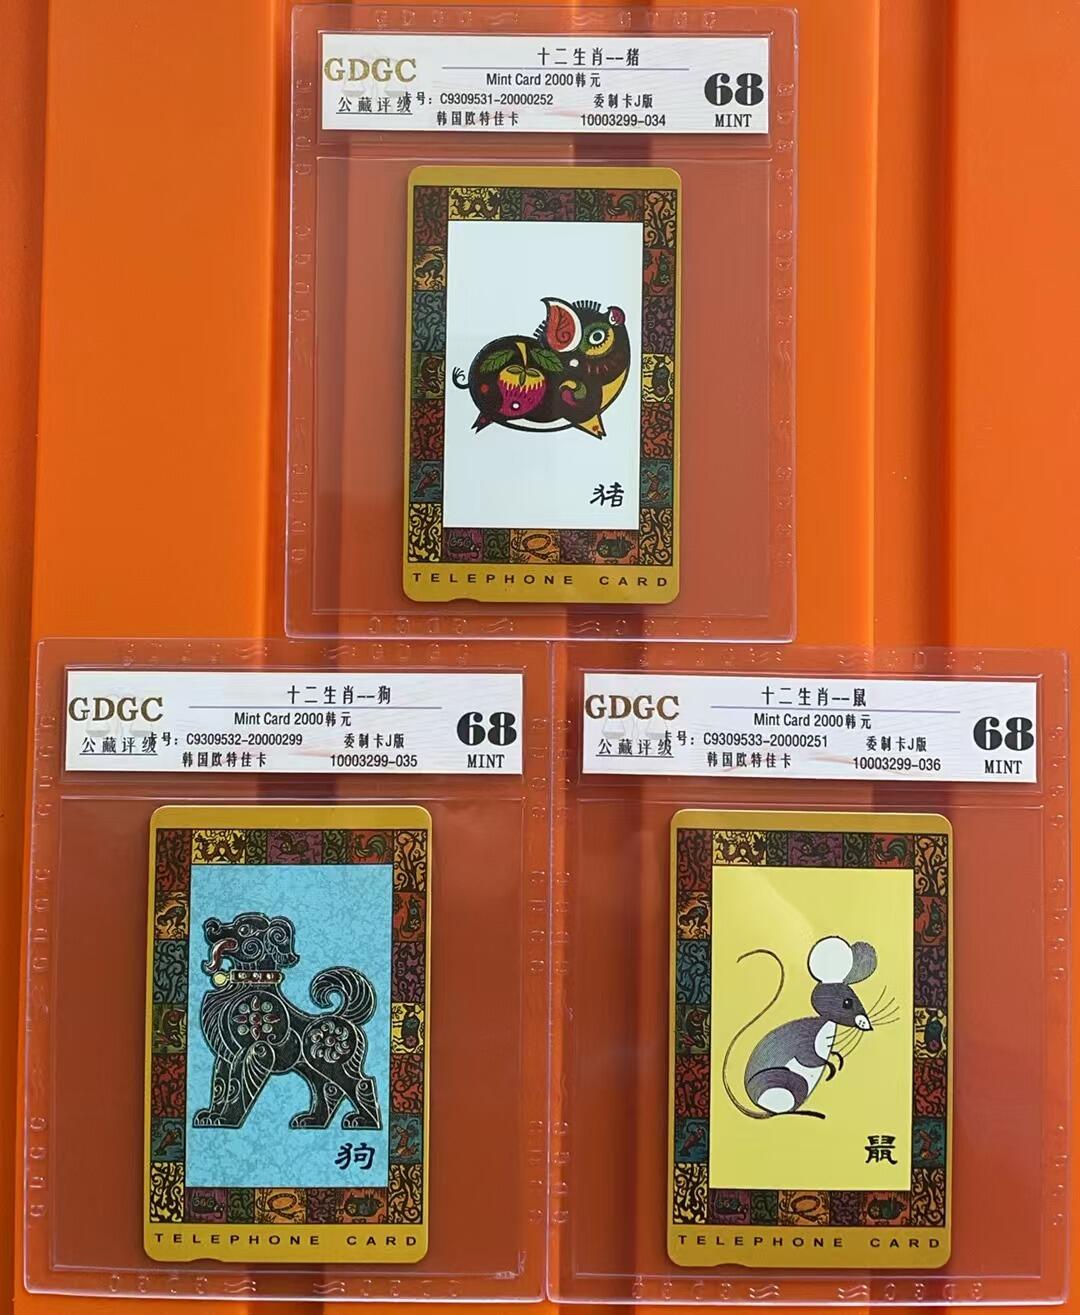 十二生肖--猪
GDGC
Mint Card 2000韩元
68
公藏评级
卡号：C9309531-20000252 委制卡J版
韩国欧特佳卡 10003299-034
MINT
猪
TELEPHONE CARD
十二生肖--狗
GDGC
Mint Card 2000韩元
68
公藏评级
卡号：C9309532-20000299 委制卡J版
韩国欧特佳卡 10003299-035
MINT
狗
TELEPHONE CARD
十二生肖--鼠
GDGC
Mint Card 2000韩元
68
公藏评级
卡号：C9309533-20000251 委制卡J版
韩国欧特佳卡 10003299-036
MINT
鼠
TELEPHONE CARD